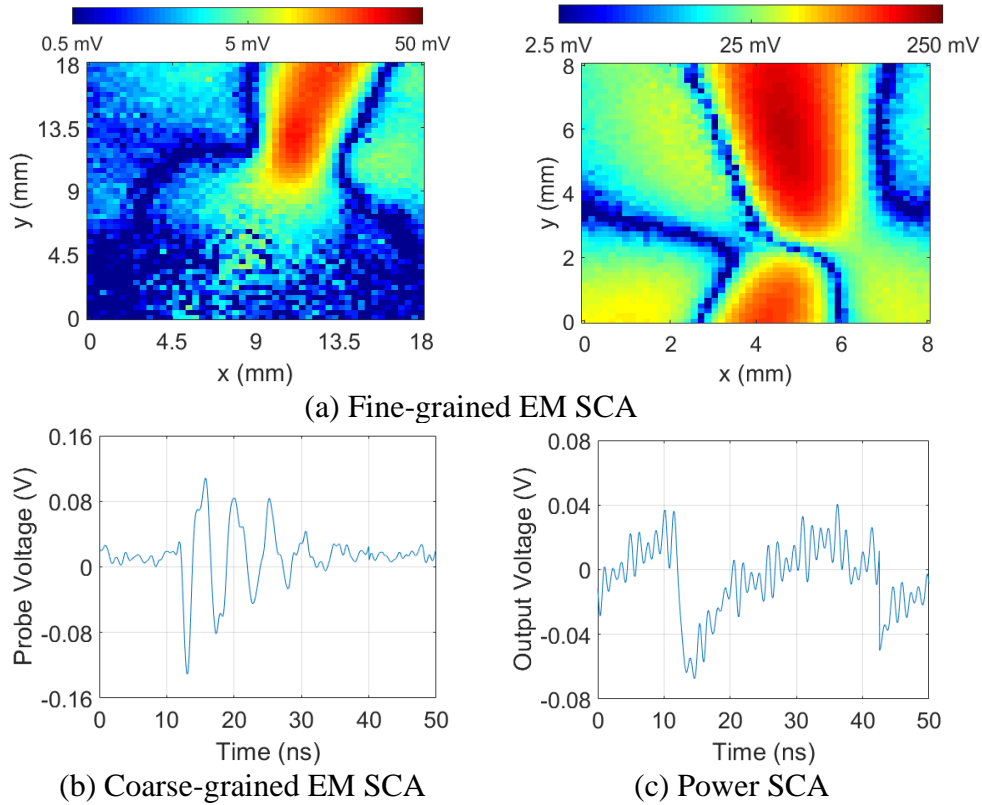 0.5 mV 5 mV 50 mV
2.5 mV 25 mV 250 mV
18
13.5
9
4.5
0
y (mm)
0 4.5 9 13.5 18
x (mm)
8
6
4
2
0
y (mm)
0 2 4 6 8
x (mm)
(a) Fine-grained EM SCA
0.16
0.08
0
-0.08
-0.16
Probe Voltage (V)
0 10 20 30 40 50
Time (ns)
(b) Coarse-grained EM SCA
0.08
0.04
0
-0.04
-0.08
Output Voltage (V)
0 10 20 30 40 50
Time (ns)
(c) Power SCA